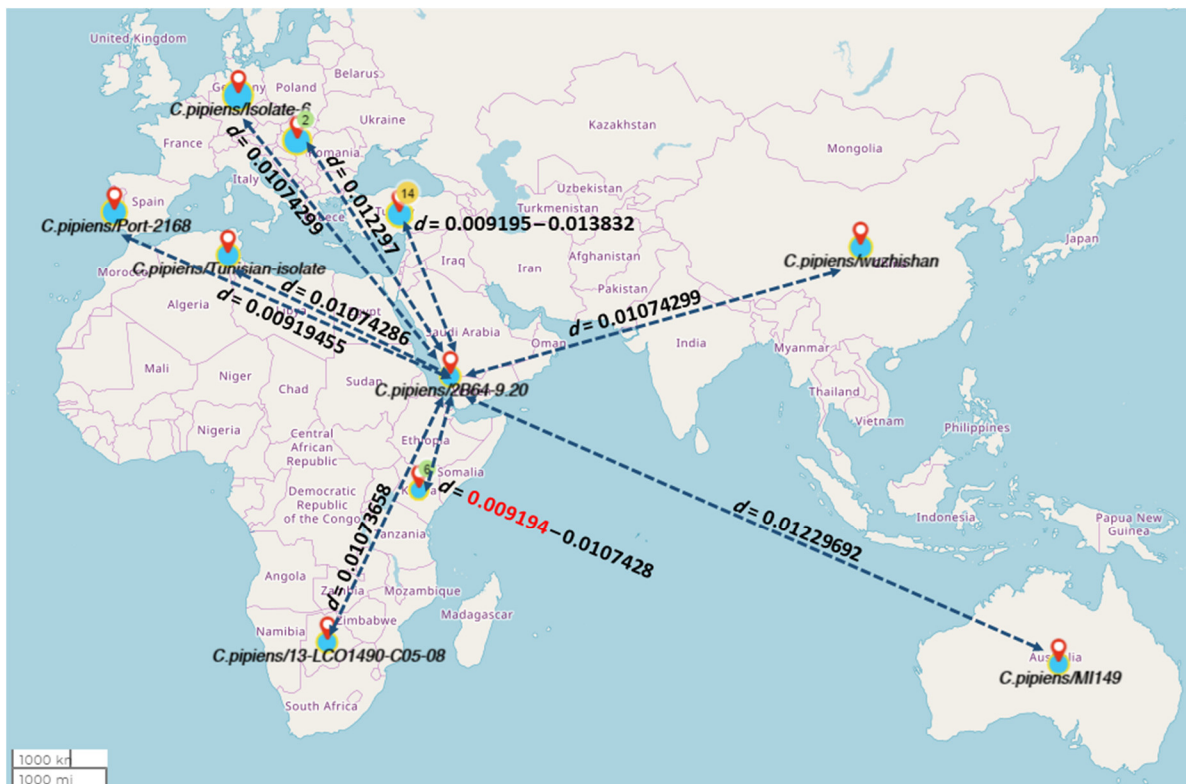 United Kingdom
Belarus
Poland
C.pipiens/Isolate-6
2
Ukraine
Kazakhstan
France
Romania
Mongolia
d= 0.01074299
d= 0.012297
Italy
Uzbekistan
14
Spain
Turkmenistan
C.pipiens/Port-2168
d= 0.009195–0.013832
Japan
Afghanistan
Iraq
Iran
C.pipiens/wuzhishan
C.pipiens/Tunisian-isolate
Pakistan
Algeria
d= 0.01074286
d= 0.00919455
d= 0.01074299
Saudi Arabia
Oman
India
Myanmar
Mali
Niger
Chad
Sudan
C.pipiens/2B64-9.20
Thailand
Vietnam
Philippines
Nigeria
Central
African
Republic
Ethiopia
6
Somalia
Democratic
Republic
of the Congo
d= 0.009194–0.0107428
d= 0.01073658
d= 0.01229692
Indonesia
Papua New
Guinea
Angola
Mozambique
Madagascar
Namibia
Zimbabwe
C.pipiens/13-LCO1490-C05-08
C.pipiens/MI149
South Africa
1000 km
1000 mi